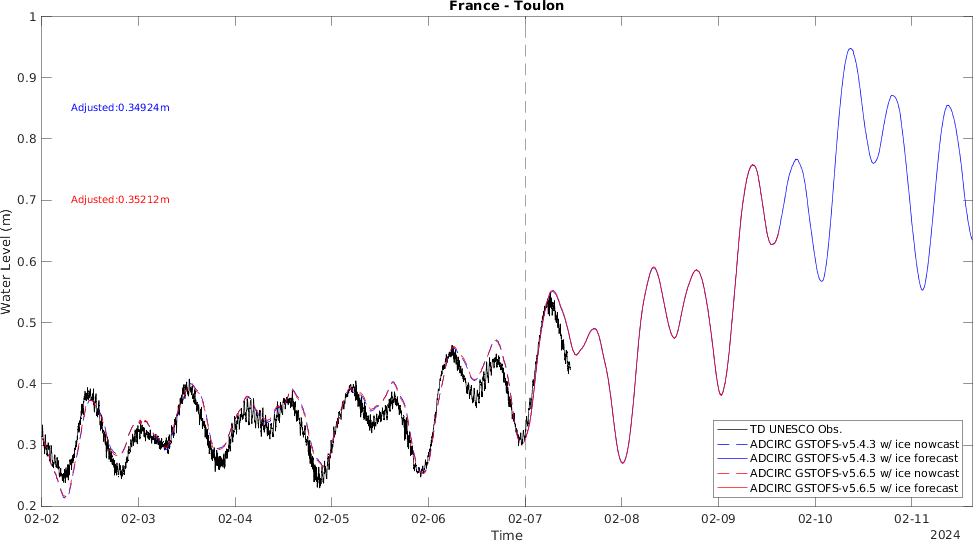 France - Toulon
1
0.9
0.8
0.7
0.6
0.5
0.4
0.3
0.2
Water Level (m)
Adjusted:0.34924m
Adjusted:0.35212m
TD UNESCO Obs.
ADCIRC GSTOFS-v5.4.3 w/ ice nowcast
ADCIRC GSTOFS-v5.4.3 w/ ice forecast
ADCIRC GSTOFS-v5.6.5 w/ ice nowcast
ADCIRC GSTOFS-v5.6.5 w/ ice forecast
02-02 02-03 02-04 02-05 02-06 02-07 02-08 02-09 02-10 02-11
Time
2024